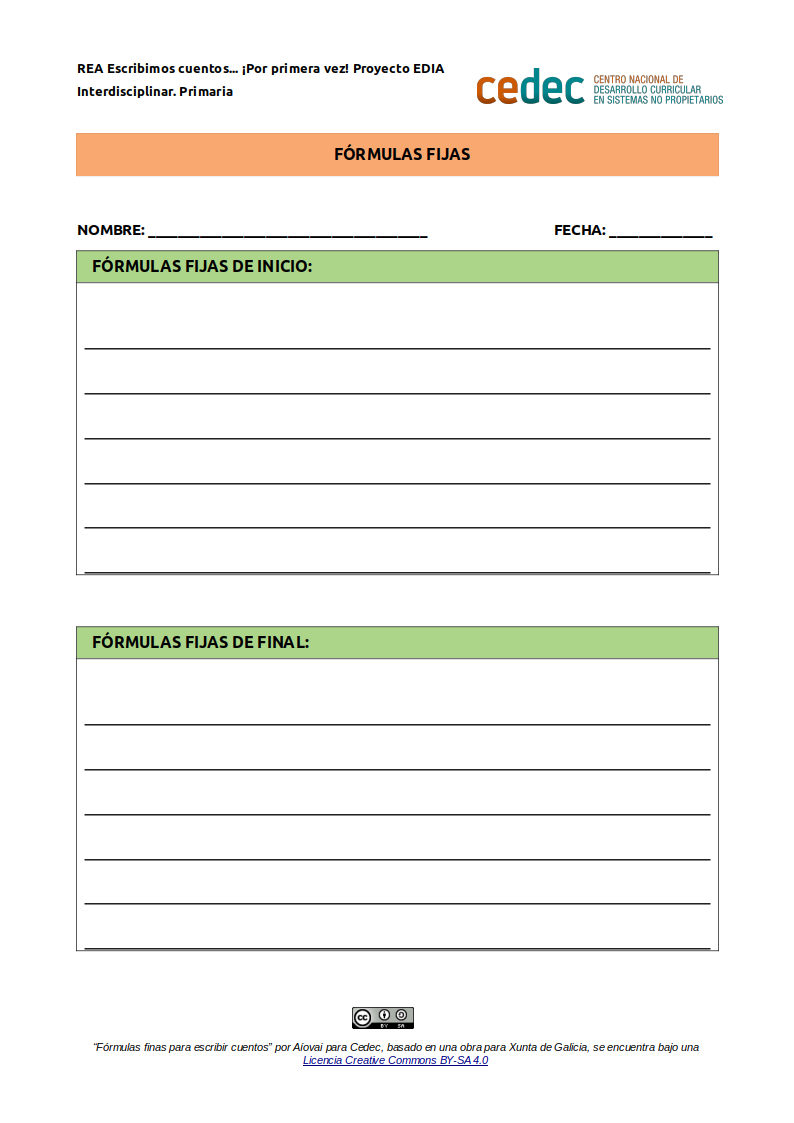 REA Escribimos cuentos... ¡Por primera vez! Proyecto EDIA
Interdisciplinar. Primaria
cedec
CENTRO NACIONAL DE
DESARROLLO CURRICULAR
EN SISTEMAS NO PROPIETARIOS
FÓRMULAS FIJAS
NOMBRE: __________________________________ FECHA: _____________
FÓRMULAS FIJAS DE INICIO:
FÓRMULAS FIJAS DE FINAL:
cc BY SA
“Fórmulas finas para escribir cuentos” por Aiovai para Cedec, basado en una obra para Xunta de Galicia, se encuentra bajo una
Licencia Creative Commons BY-SA 4.0